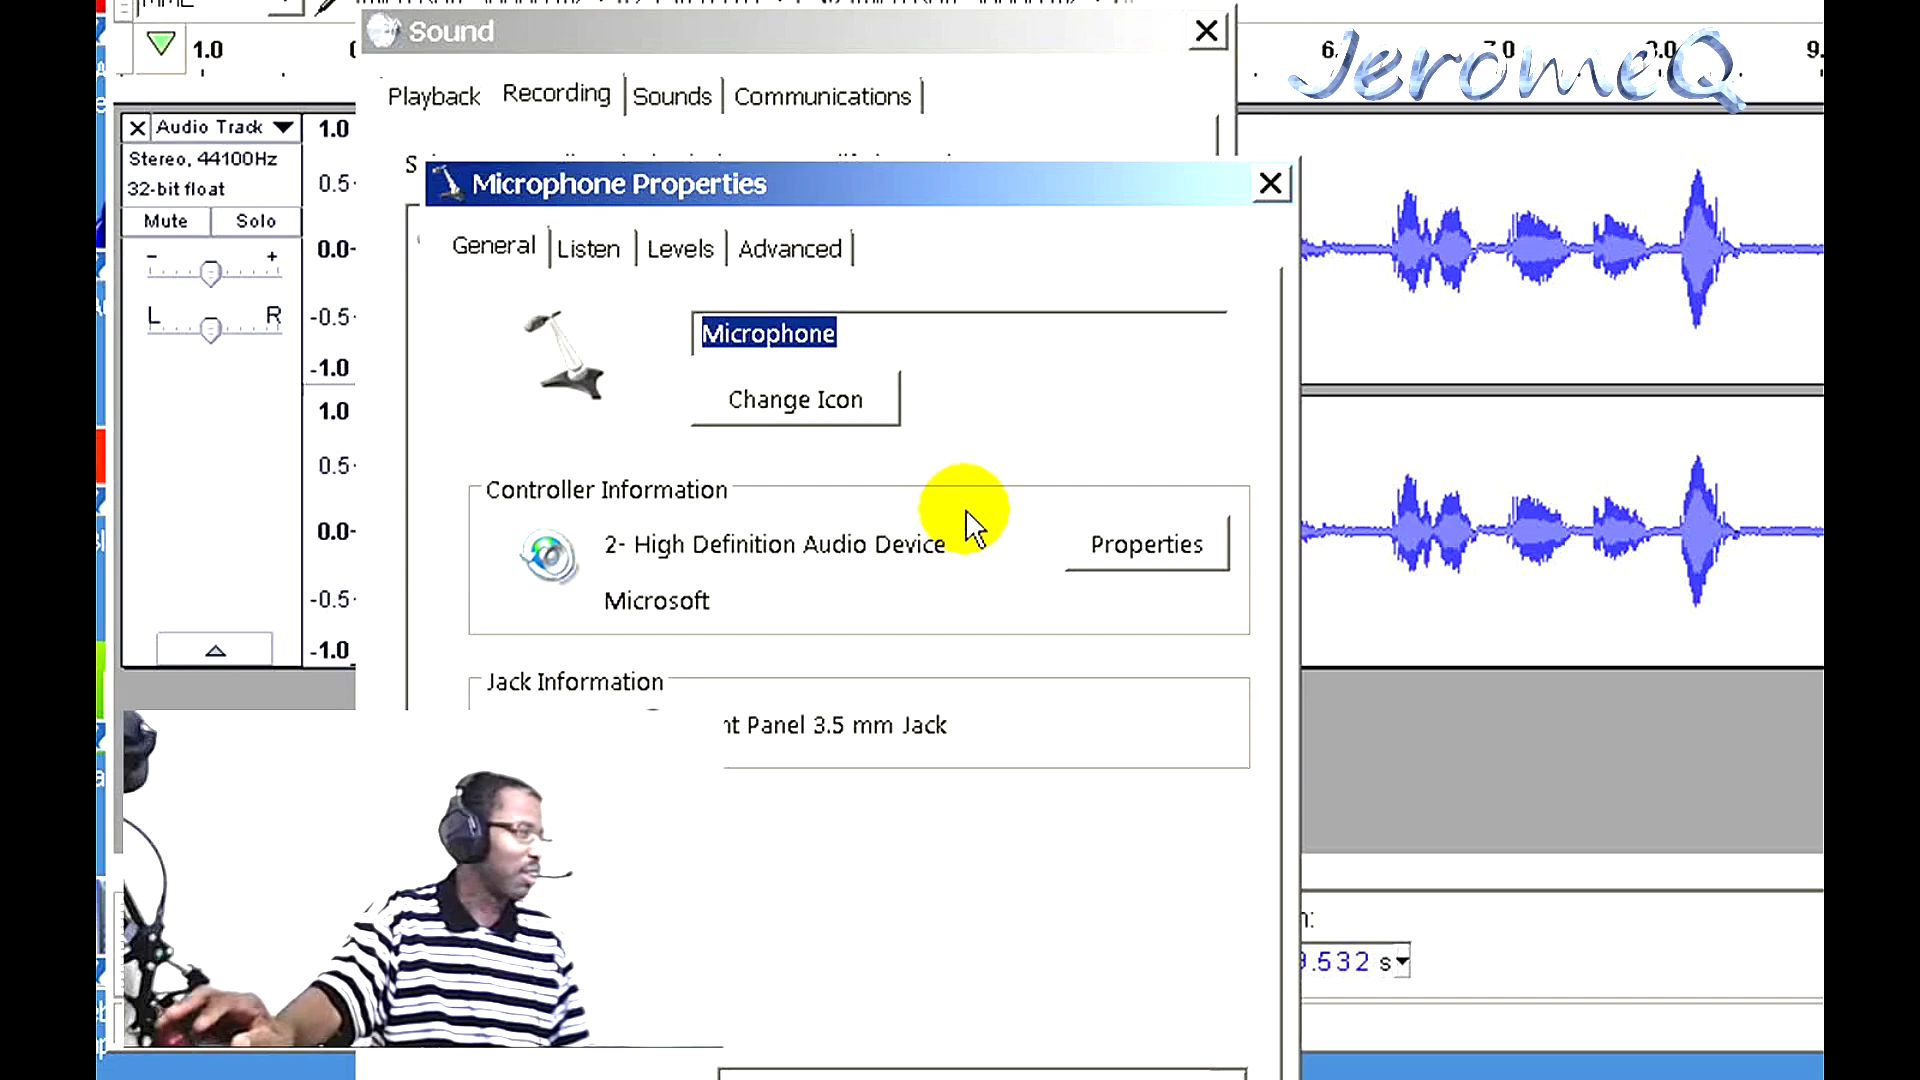 Sound
JeromeQ
1.0
7.0
Playback Recording Sounds Communications
Audio Track
Stereo, 44100Hz
32-bit float
Mute Solo
- +
L R
1.0
0.5
0.0
-0.5
-1.0
1.0
0.5
0.0
-0.5
-1.0
Microphone Properties
General Listen Levels Advanced
Microphone
Change Icon
Controller Information
2- High Definition Audio Device
Properties
Microsoft
Jack Information
Panel 3.5 mm Jack
.532 s